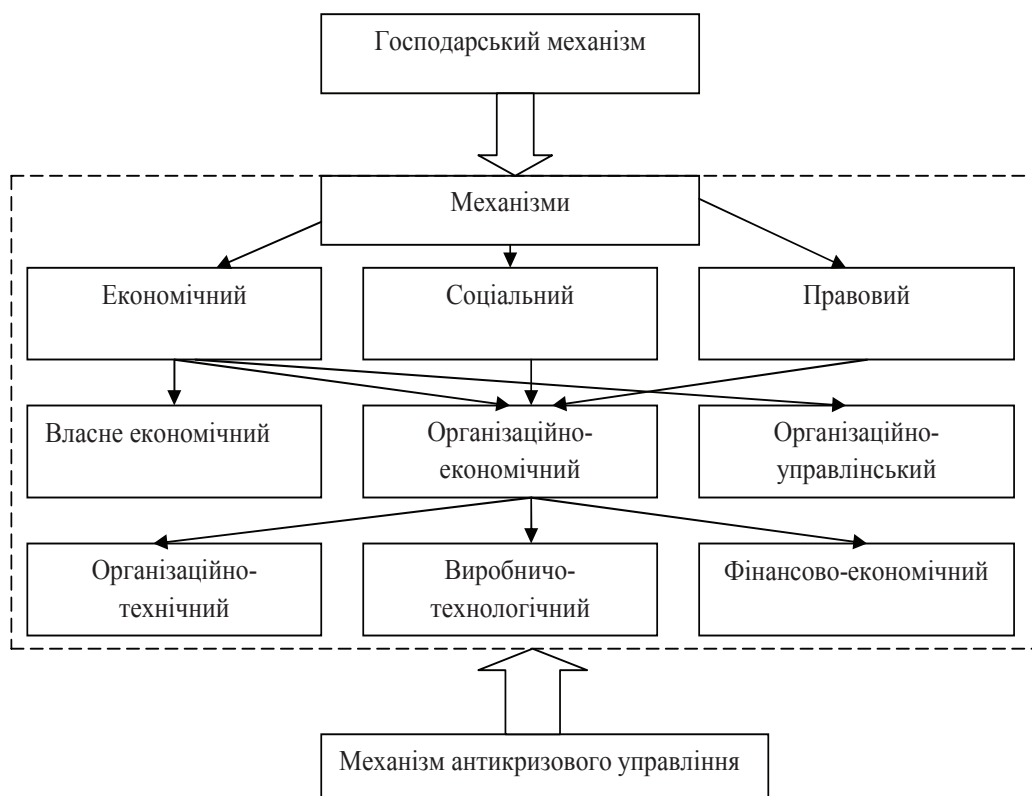 Господарський механізм
Механізми
Економічний
Соціальний
Правовий
Власне економічний
Організаційно-
економічний
Організаційно-
управлінський
Організаційно-
технічний
Виробничо-
технологічний
Фінансово-економічний
Механізм антикризового управління